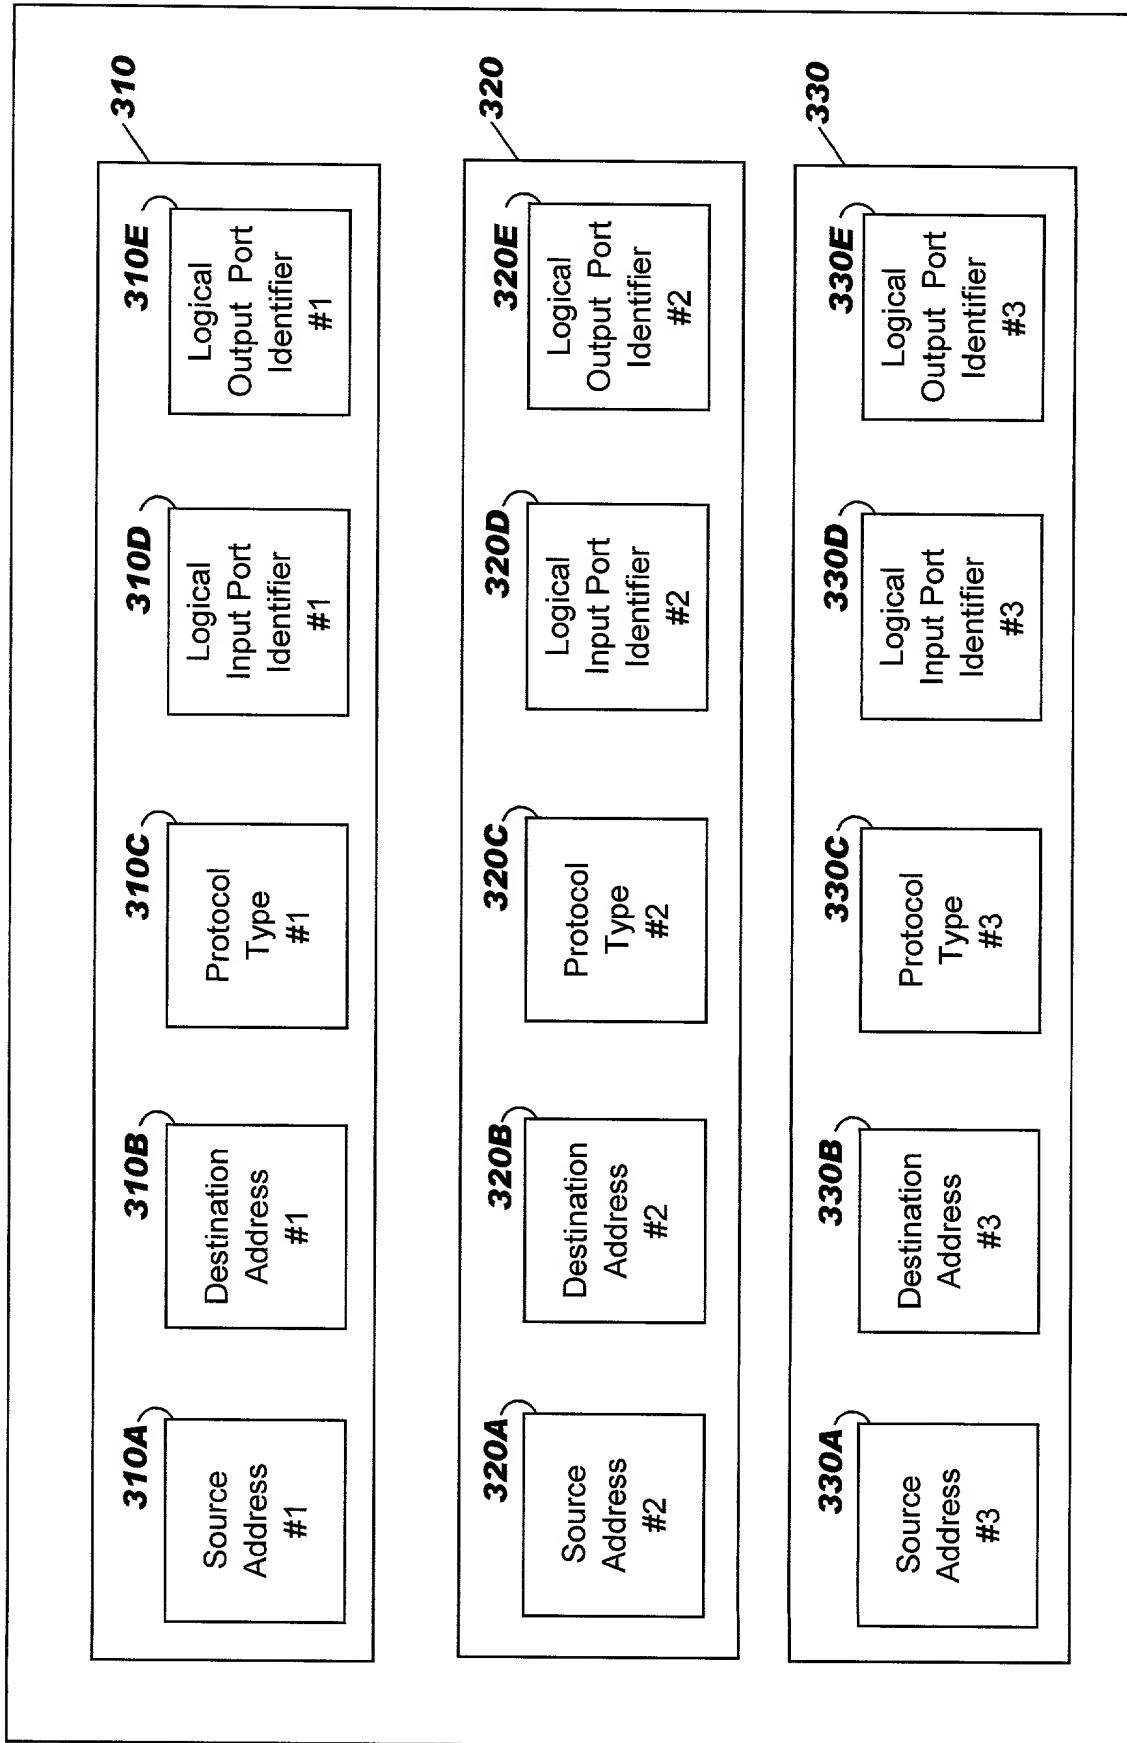 310
310A
Source
Address
#1
310B
Destination
Address
#1
310C
Protocol
Type
#1
310D
Logical
Input Port
Identifier
#1
310E
Logical
Output Port
Identifier
#1
320
320A
Source
Address
#2
320B
Destination
Address
#2
320C
Protocol
Type
#2
320D
Logical
Input Port
Identifier
#2
320E
Logical
Output Port
Identifier
#2
330
330A
Source
Address
#3
330B
Destination
Address
#3
330C
Protocol
Type
#3
330D
Logical
Input Port
Identifier
#3
330E
Logical
Output Port
Identifier
#3